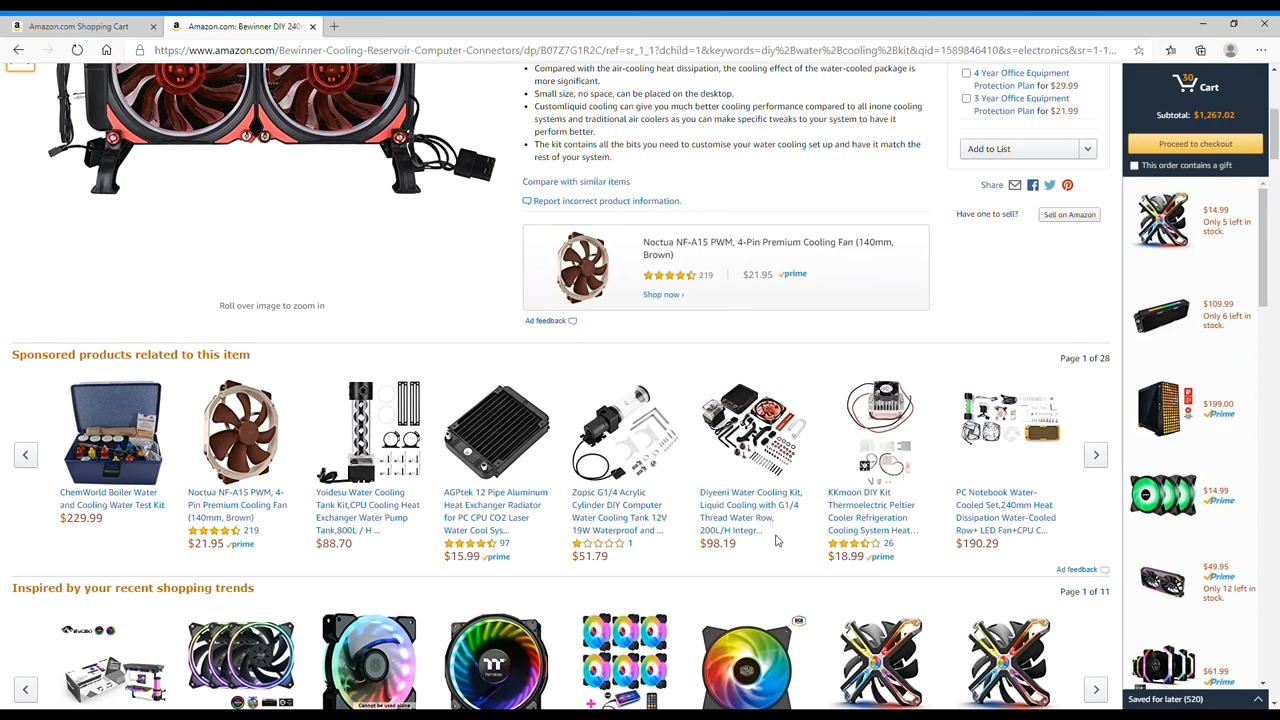 Amazon.com Shopping Cart
Amazon.com: Bewinner DIY 240
https://www.amazon.com/Bewinner-Cooling-Reservoir-Computer-Connectors/dp/B07Z7G1R2C/ref=sr_1_1?dchild=1&keywords=diy%2Bwater%2Bcooling%2Bkit&qid=1589846410&s=electronics&sr=1-1...
Compared with the air-cooling heat dissipation, the cooling effect of the water-cooled package is
more significant.
Small size, no space, can be placed on the desktop.
Customliquid cooling can give you much better cooling performance compared to all inone cooling
systems and traditional air coolers as you can make specific tweaks to your system to have it
perform better.
The kit contains all the bits you need to customise your water cooling set up and have it match the
rest of your system.
Compare with similar items
Report incorrect product information.
Roll over image to zoom in
Noctua NF-A15 PWM, 4-Pin Premium Cooling Fan (140mm,
Brown)
219
$21.95 prime
Shop now ›
Ad feedback
4 Year Office Equipment
Protection Plan for $29.99
3 Year Office Equipment
Protection Plan for $21.99
Add to List
Share
Have one to sell?
Sell on Amazon
30
Cart
Subtotal: $1,267.02
Proceed to checkout
This order contains a gift
$14.99
Only 5 left in
stock.
$109.99
Only 6 left in
stock.
$199.00
Prime
$14.99
Prime
$49.95
Prime
Only 12 left in
stock.
$61.99
Prime
Saved for later (520)
Sponsored products related to this item
Page 1 of 28
ChemWorld Boiler Water
and Cooling Water Test Kit
$229.99
Noctua NF-A15 PWM, 4-
Pin Premium Cooling Fan
(140mm, Brown)
219
$21.95 prime
Yoidesu Water Cooling
Tank Kit,CPU Cooling Heat
Exchanger Water Pump
Tank,800L / H ...
$88.70
AGPtek 12 Pipe Aluminum
Heat Exchanger Radiator
for PC CPU CO2 Laser
Water Cool Sys...
97
$15.99 prime
Zopsc G1/4 Acrylic
Cylinder DIY Computer
Water Cooling Tank 12V
19W Waterproof and ...
1
$51.79
Diyeeni Water Cooling Kit,
Liquid Cooling with G1/4
Thread Water Row,
200L/H Integr...
$98.19
KKmoon DIY Kit
Thermoelectric Peltier
Cooler Refrigeration
Cooling System Heat...
26
$18.99 prime
PC Notebook Water-
Cooled Set,240mm Heat
Dissipation Water-Cooled
Row+ LED Fan+CPU C...
$190.29
Ad feedback
Inspired by your recent shopping trends
Page 1 of 11
RGB
Cannot be used alone